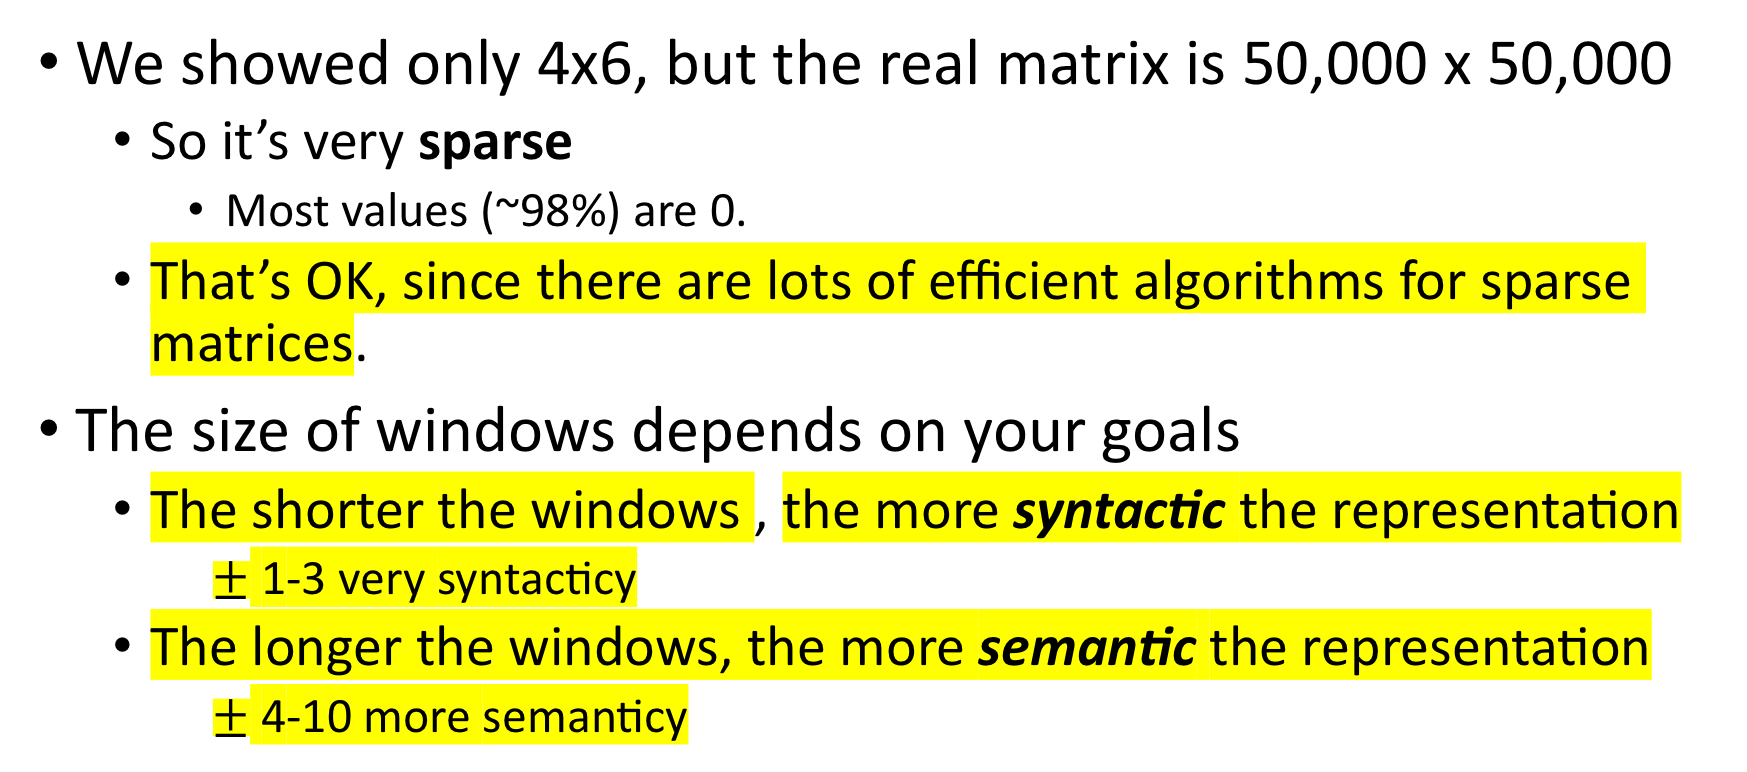 • We showed only 4x6, but the real matrix is 50,000 x 50,000
• So it’s very sparse
• Most values (~98%) are 0.
• That’s OK, since there are lots of efficient algorithms for sparse
matrices.
• The size of windows depends on your goals
• The shorter the windows , the more syntactic the representation
± 1-3 very syntacticy
• The longer the windows, the more semantic the representation
± 4-10 more semanticy